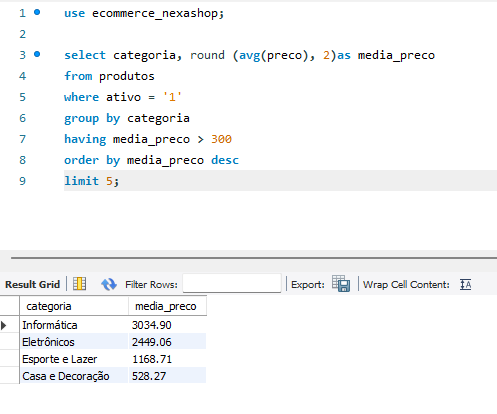 1 use ecommerce_nexashop;
2
3 select categoria, round (avg(preco), 2)as media_preco
4 from produtos
5 where ativo = '1'
6 group by categoria
7 having media_preco > 300
8 order by media_preco desc
9 limit 5;
Result Grid Filter Rows: Export: Wrap Cell Content:
categoria media_preco
Informática 3034.90
Eletrônicos 2449.06
Esporte e Lazer 1168.71
Casa e Decoração 528.27